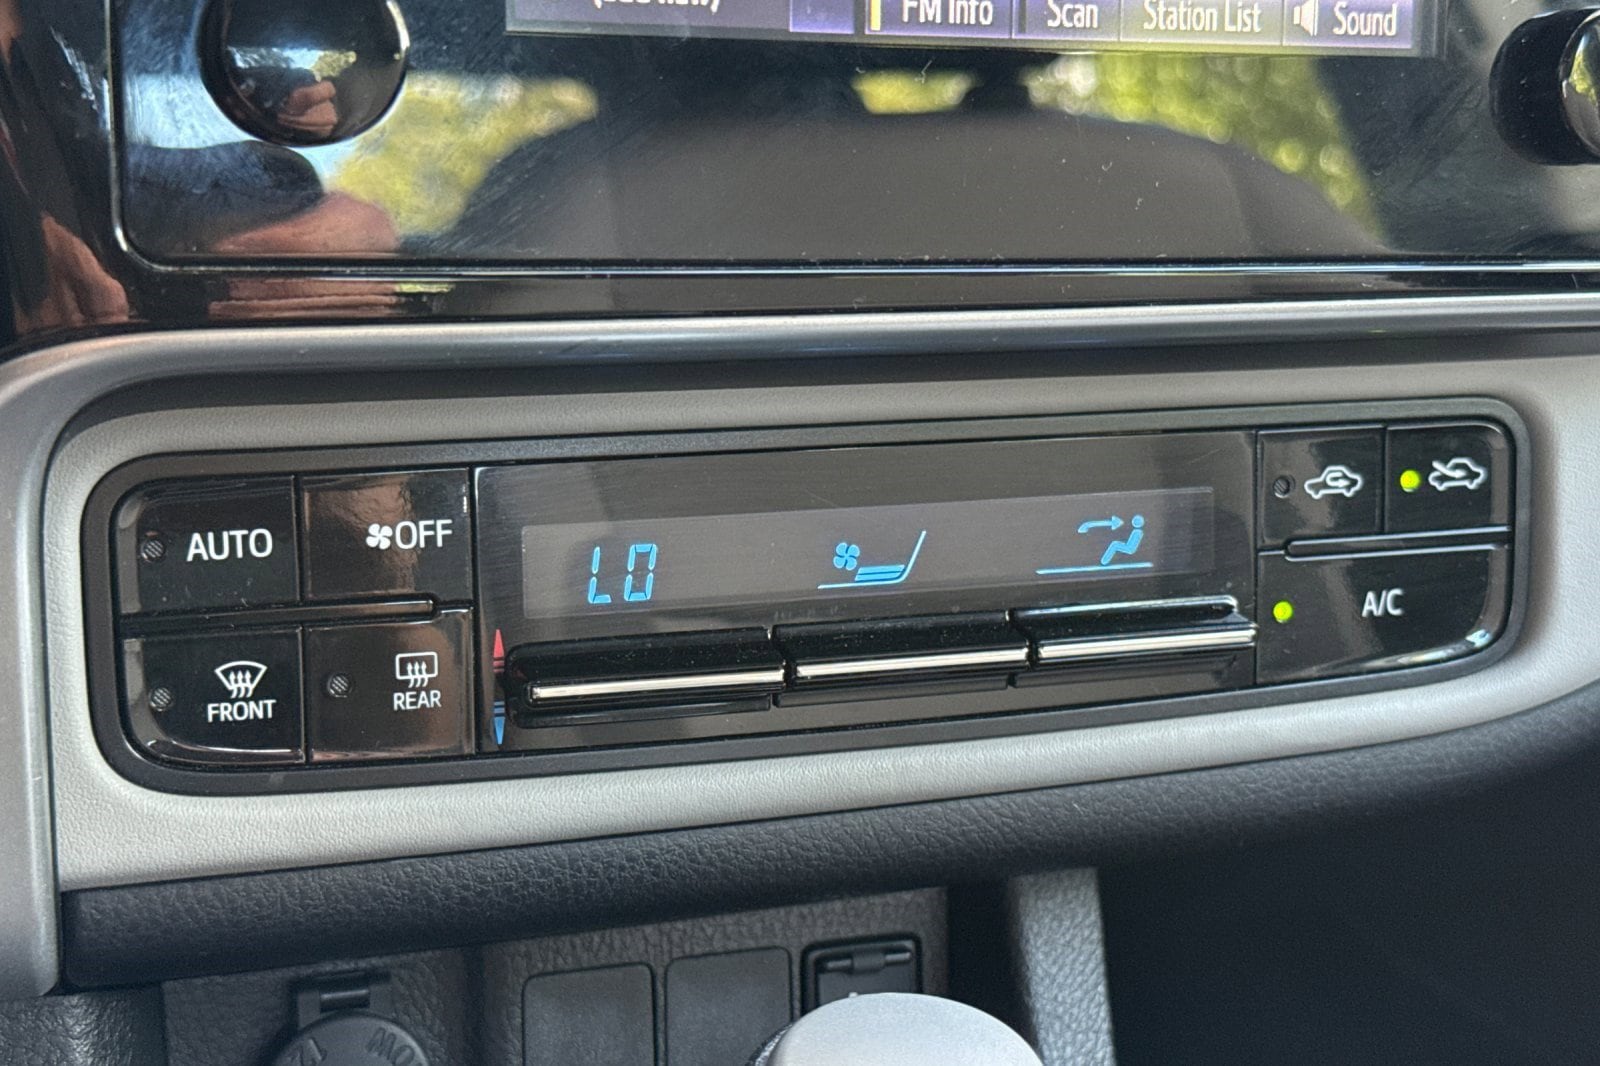 FM Info Scan Station List Sound
AUTO
OFF
LO
A/C
FRONT
REAR